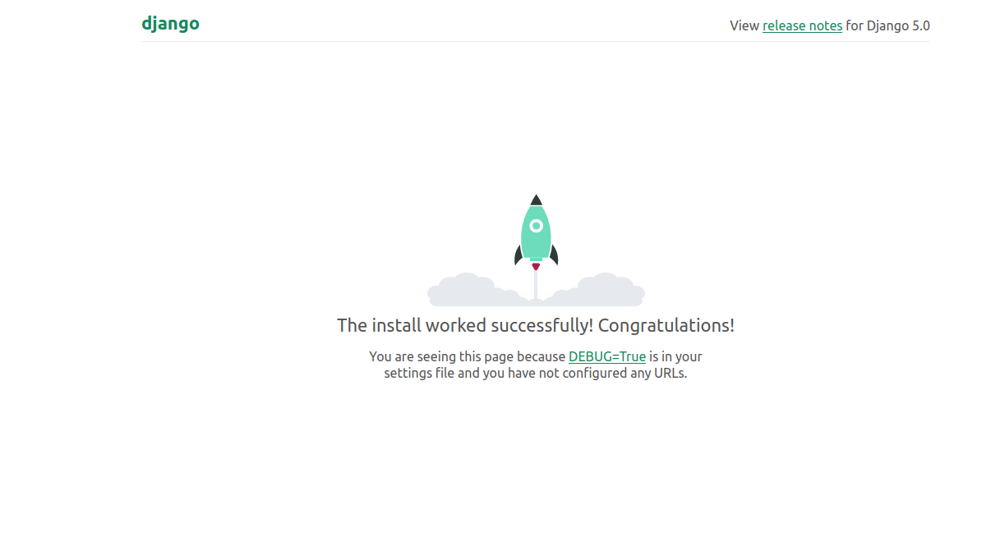 django
View release notes for Django 5.0
The install worked successfully! Congratulations!
You are seeing this page because DEBUG=True is in your
settings file and you have not configured any URLs.